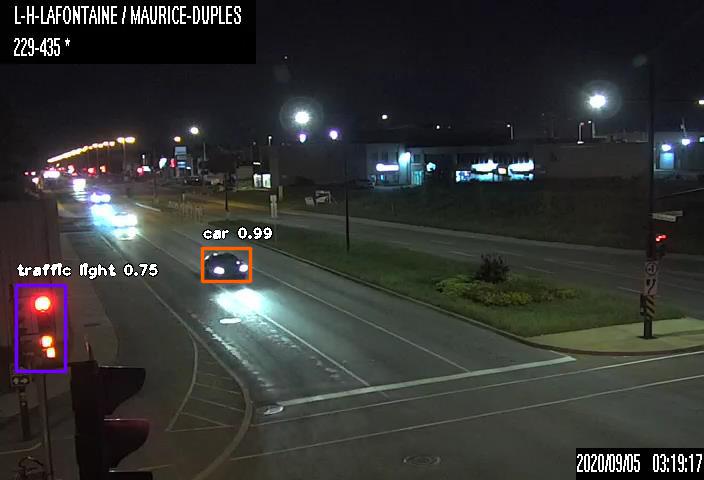 L-H-LAFONTAINE / MAURICE-DUPLES
229-435 *
car 0.99
traffic light 0.75
2020/09/05 03:19:17